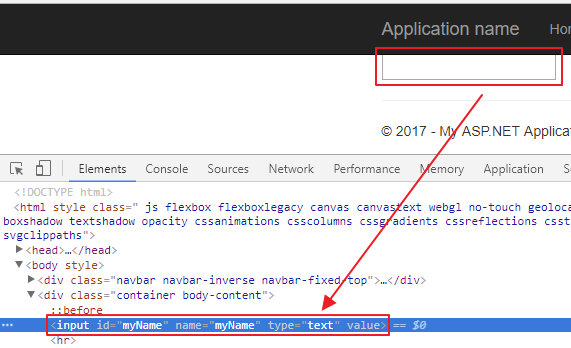 Application name Ho
© 2017 - My ASP.NET Applicat
Elements Console Sources Network Performance Memory Application
<!DOCTYPE html>
<html style class=" js flexbox flexboxlegacy canvas canvastext webgl no-touch geoloca
boxshadow textshadow opacity cssanimations csscolumns cssgradients cssreflections csst
svgclippaths">
▶<head>…</head>
▼<body style>
▶<div class="navbar navbar-inverse navbar-fixed-top">…</div>
▼<div class="container body-content">
::before
… <input id="myName" name="myName" type="text" value> == $0
<hr>